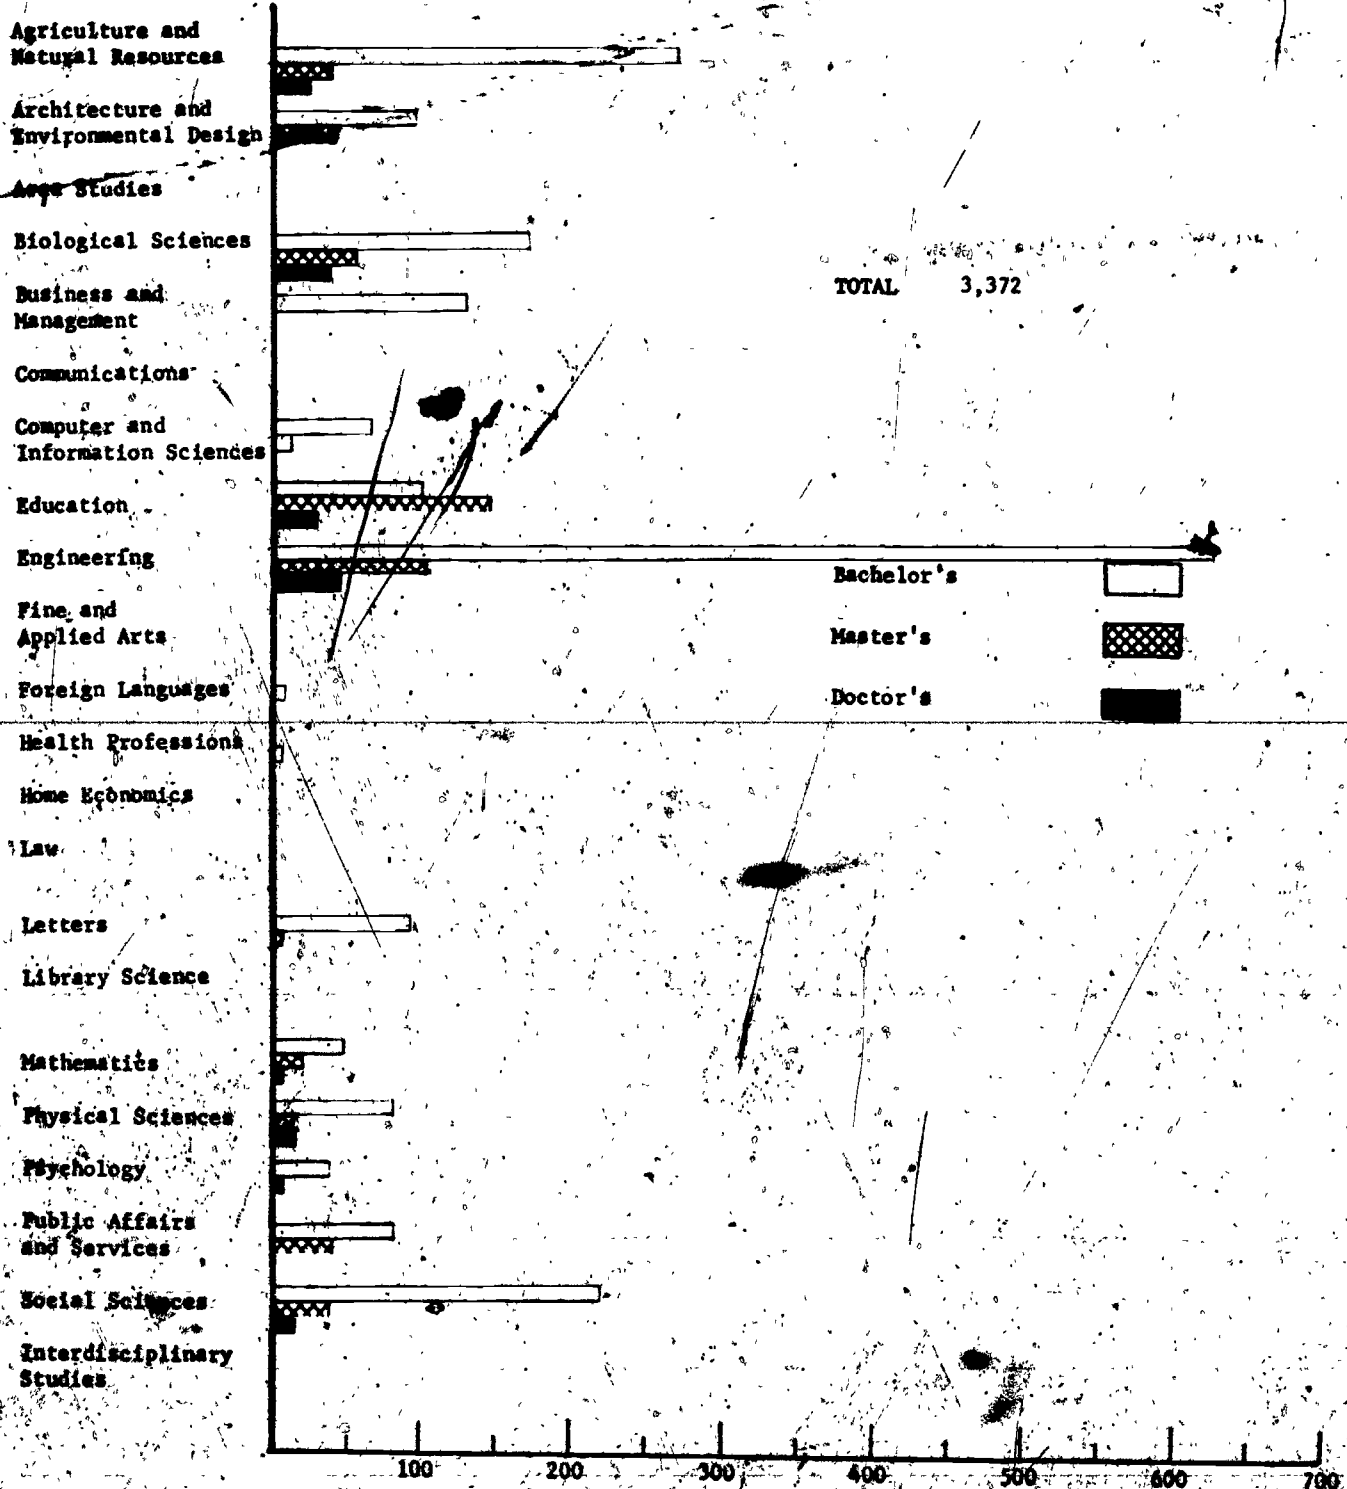 Agriculture and
Natural Resources
Architecture and
Environmental Design
Area Studies
Biological Sciences
Business and
Management
TOTAL 3,372
Communications
Computer and
Information Sciences
Education
Engineering
Bachelor's
Fine and
Applied Arts
Master's
Foreign Languages
Doctor's
Health Professions
Home Economics
Law
Letters
Library Science
Mathematics
Physical Sciences
Psychology
Public Affairs
and Services
Social Sciences
Interdisciplinary
Studies
100 200 300 400 500 600 700